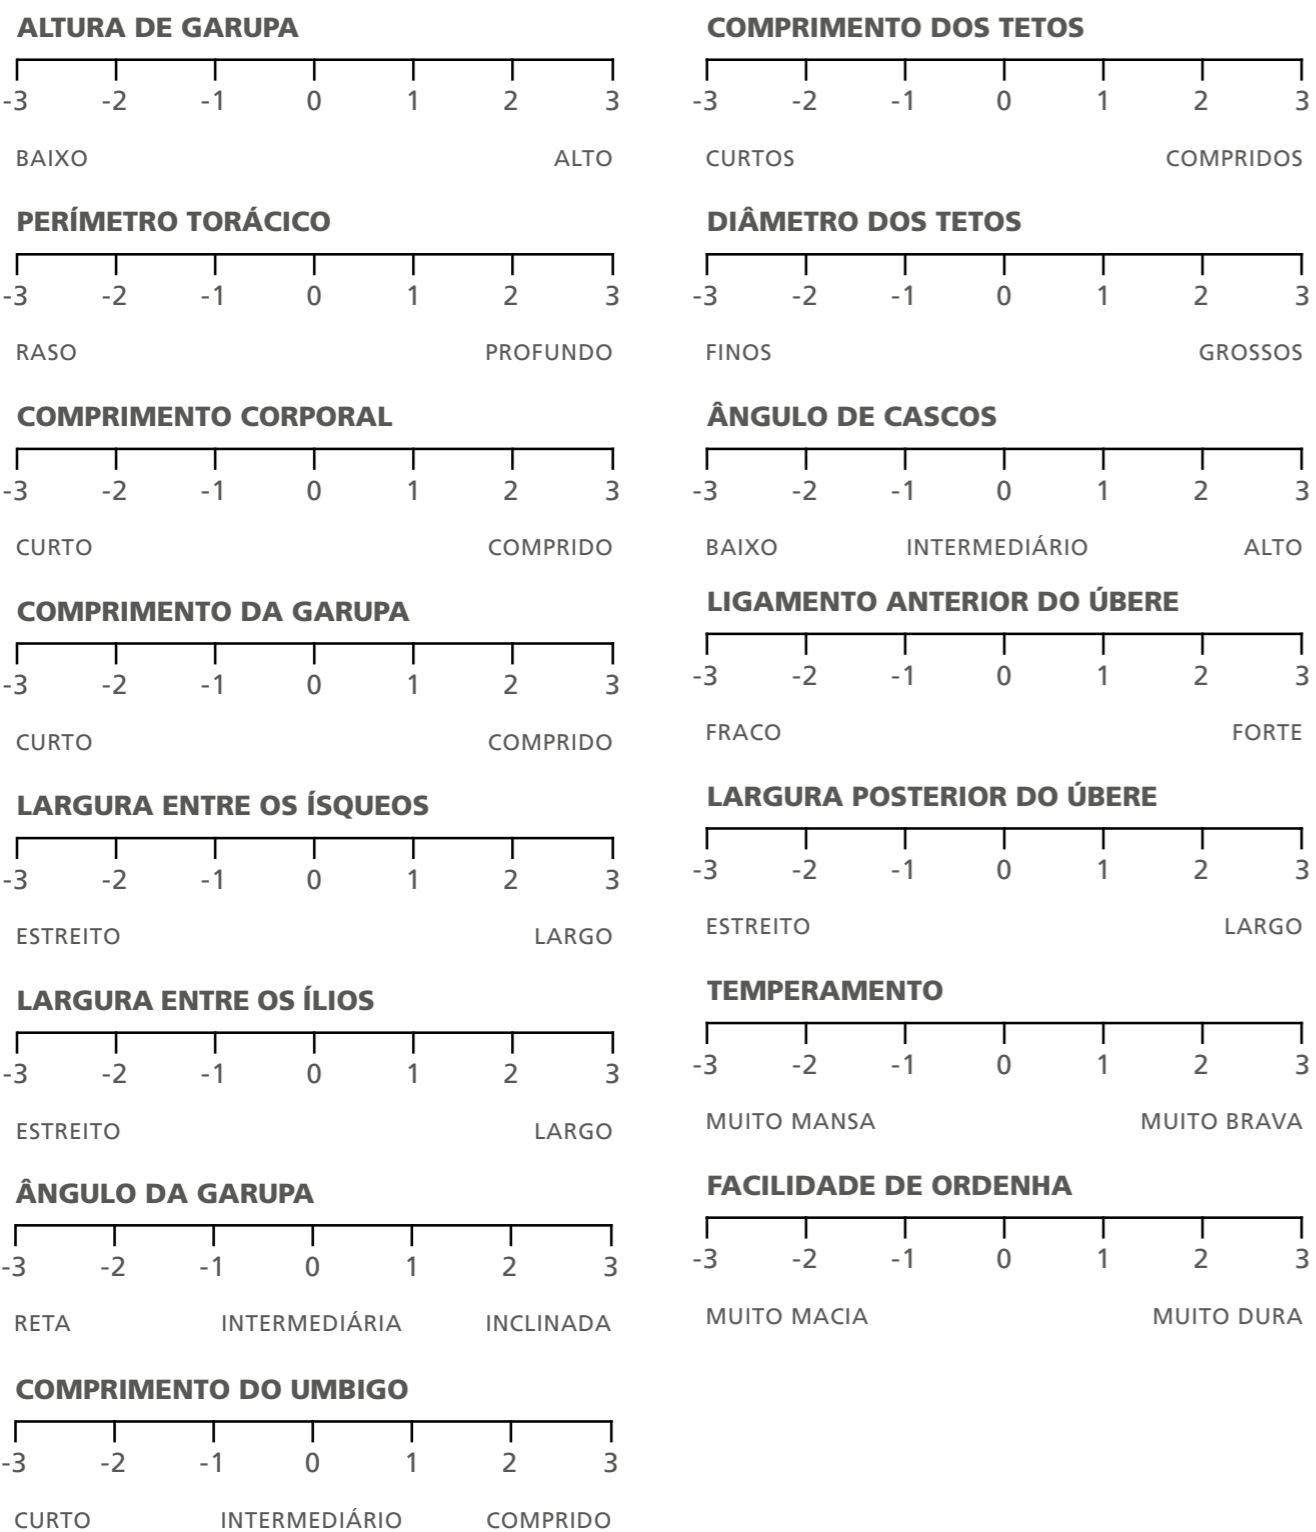 ALTURA DE GARUPA
-3 -2 -1 0 1 2 3
BAIXO ALTO
PERÍMETRO TORÁCICO
-3 -2 -1 0 1 2 3
RASO PROFUNDO
COMPRIMENTO CORPORAL
-3 -2 -1 0 1 2 3
CURTO COMPRIDO
COMPRIMENTO DA GARUPA
-3 -2 -1 0 1 2 3
CURTO COMPRIDO
LARGURA ENTRE OS ÍSQUEOS
-3 -2 -1 0 1 2 3
ESTREITO LARGO
LARGURA ENTRE OS ÍLIOS
-3 -2 -1 0 1 2 3
ESTREITO LARGO
ÂNGULO DA GARUPA
-3 -2 -1 0 1 2 3
RETA INTERMEDIÁRIA INCLINADA
COMPRIMENTO DO UMBIGO
-3 -2 -1 0 1 2 3
CURTO INTERMEDIÁRIO COMPRIDO
COMPRIMENTO DOS TETOS
-3 -2 -1 0 1 2 3
CURTOS COMPRIDOS
DIÂMETRO DOS TETOS
-3 -2 -1 0 1 2 3
FINOS GROSSOS
ÂNGULO DE CASCOS
-3 -2 -1 0 1 2 3
BAIXO INTERMEDIÁRIO ALTO
LIGAMENTO ANTERIOR DO ÚBERE
-3 -2 -1 0 1 2 3
FRACO FORTE
LARGURA POSTERIOR DO ÚBERE
-3 -2 -1 0 1 2 3
ESTREITO LARGO
TEMPERAMENTO
-3 -2 -1 0 1 2 3
MUITO MANSA MUITO BRAVA
FACILIDADE DE ORDENHA
-3 -2 -1 0 1 2 3
MUITO MACIA MUITO DURA